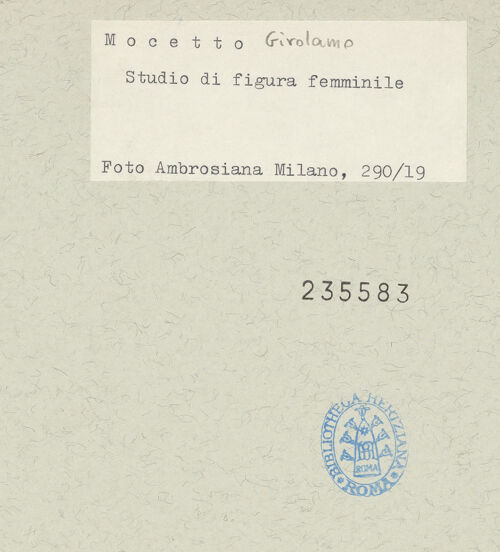 Mocetto Girolamo
Studio di figura femminile
Foto Ambrosiana Milano, 290/19
235583
BIBLIOTHECA HERTZIANA
ROMA
ROMA